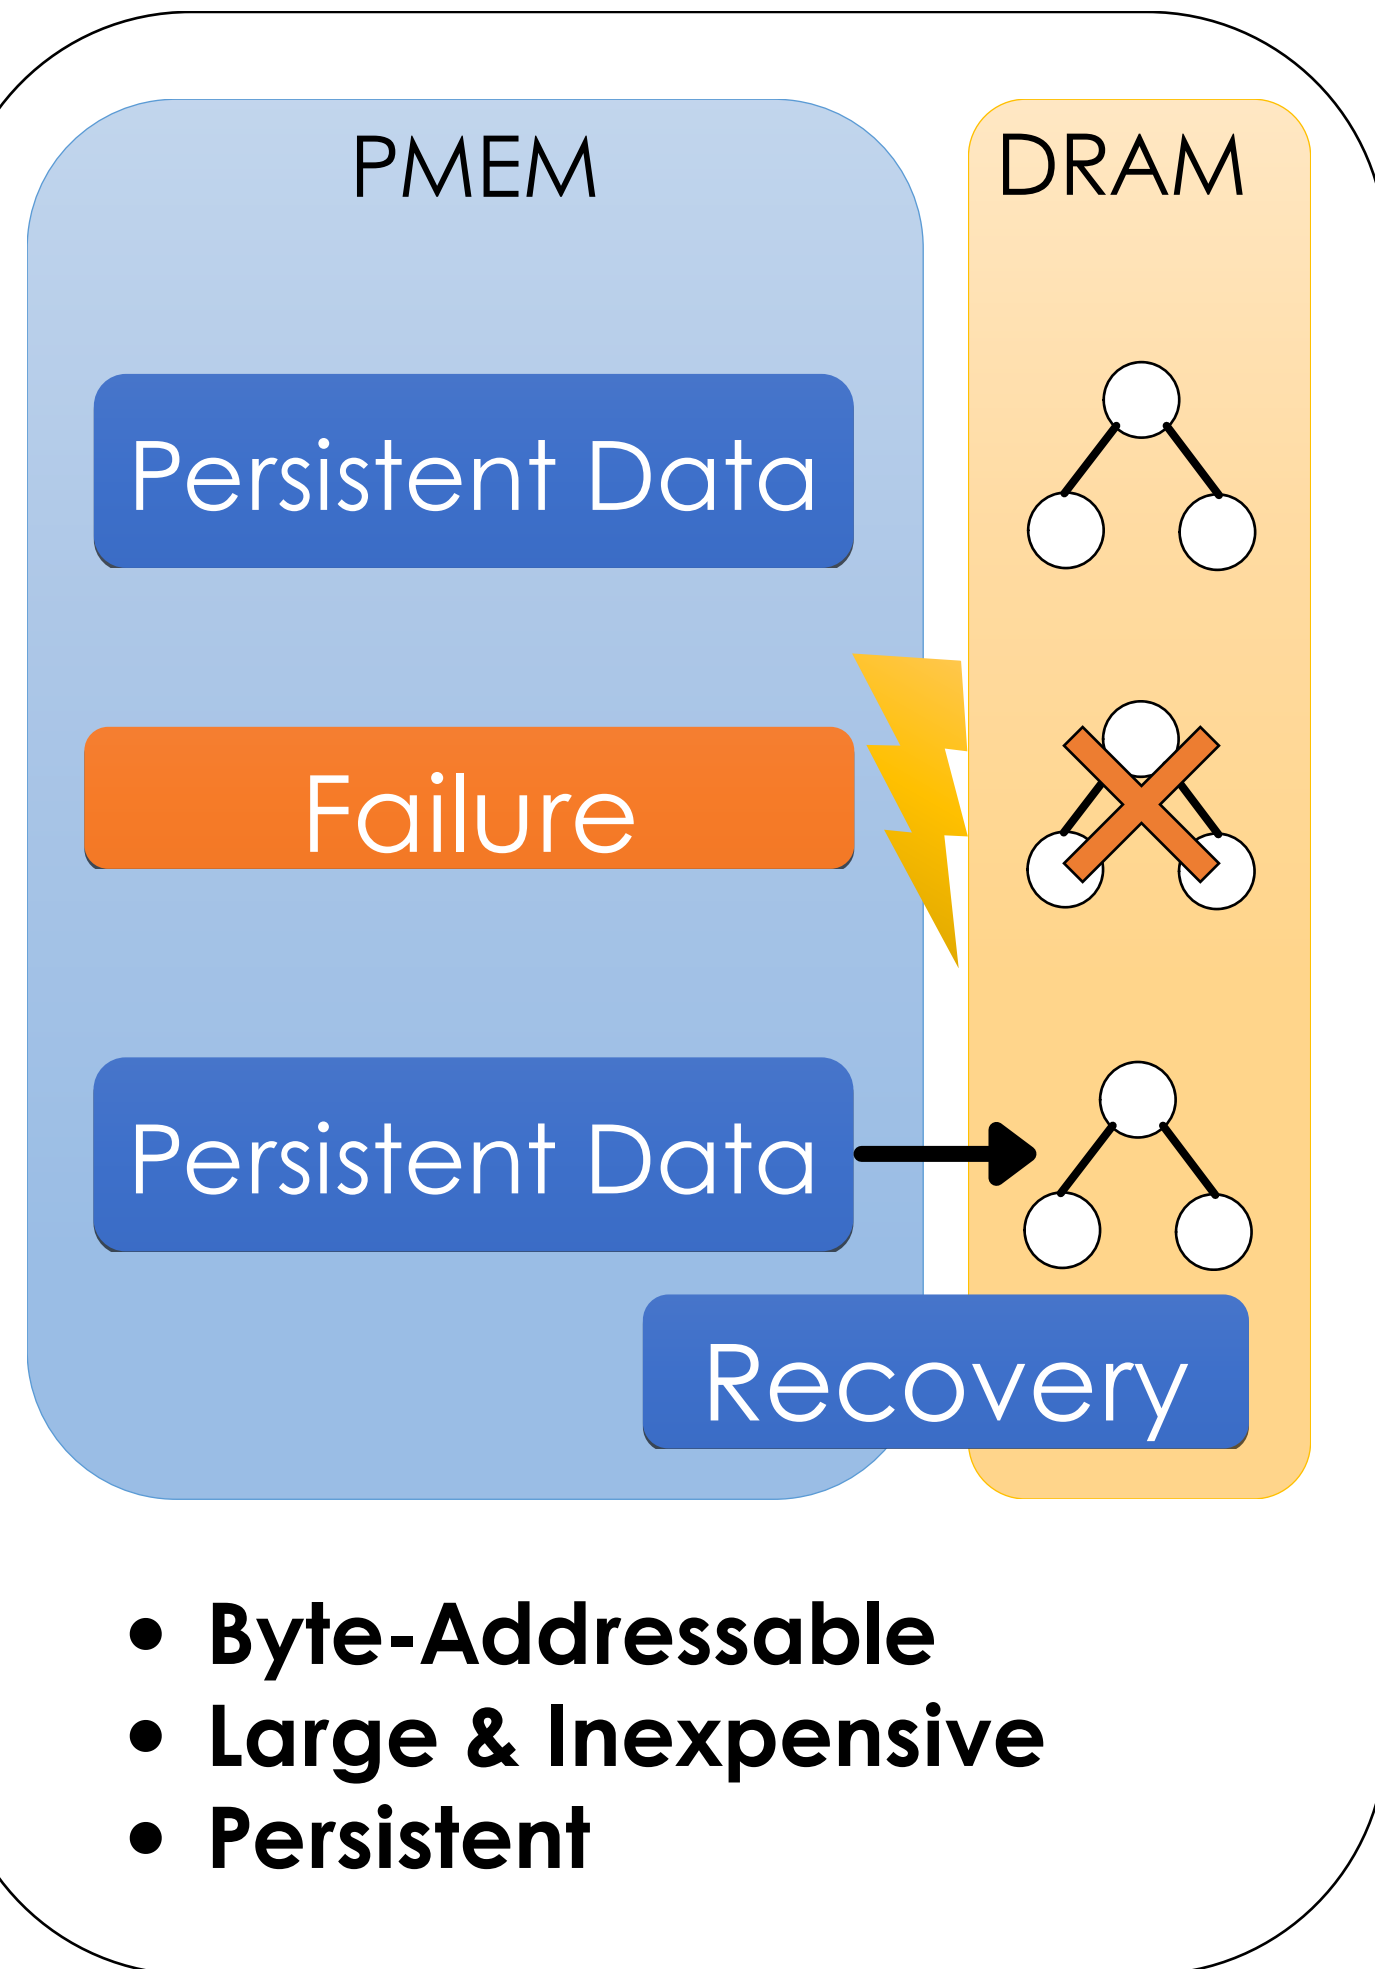 PMEM
DRAM
Persistent Data
Failure
Persistent Data
Recovery
• Byte-Addressable
• Large & Inexpensive
• Persistent